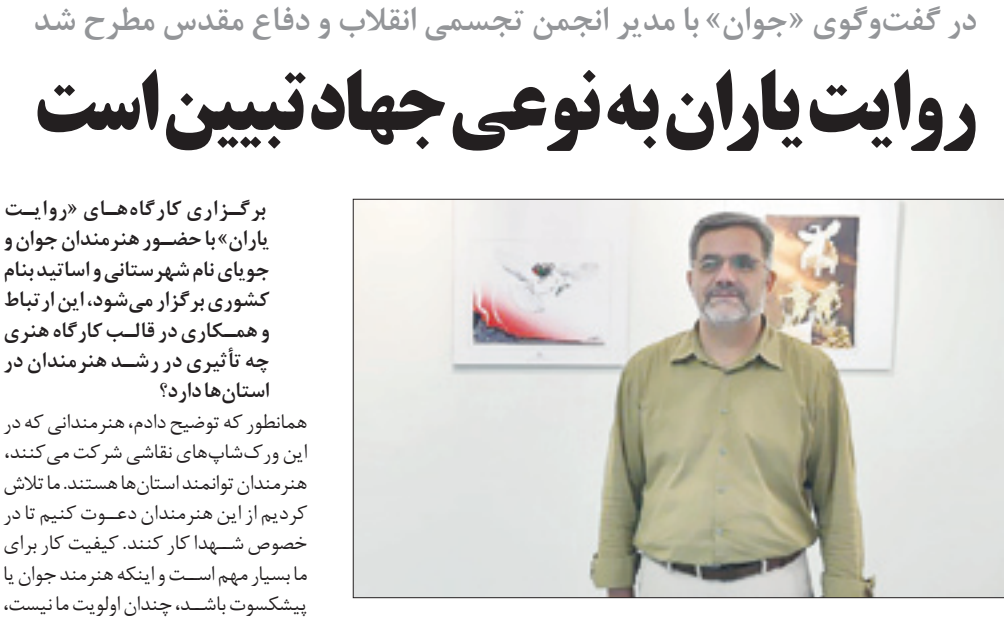 در گفت‌وگوی «جوان» با مدیر انجمن تجسمی انقلاب و دفاع مقدس مطرح شد
روایت یاران به نوعی جهاد تبیین است
برگزاری کارگاه‌های «روایت
یاران» با حضور هنرمندان جوان و
جویای نام شهرستانی و اساتید بنام
کشوری برگزار می‌شود، این ارتباط
و همکاری در قالب کارگاه هنری
چه تأثیری در رشد هنرمندان در
استان‌ها دارد؟
همانطور که توضیح دادم، هنرمندانی که در
این ورک‌شاپ‌های نقاشی شرکت می‌کنند،
هنرمندان توانمند استان‌ها هستند. ما تلاش
کردیم از این هنرمندان دعوت کنیم تا در
خصوص شهدا کار کنند. کیفیت کار برای
ما بسیار مهم است و اینکه هنرمند جوان یا
پیشکسوت باشد، چندان اولویت ما نیست،